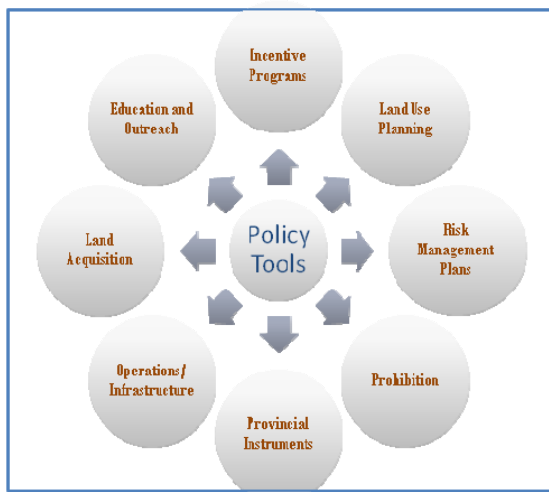 Incentive
Programs
Land Use
Planning
Risk
Management
Plans
Prohibition
Provincial
Instruments
Operations/
Infrastructure
Land
Acquisition
Education and
Outreach
Policy
Tools